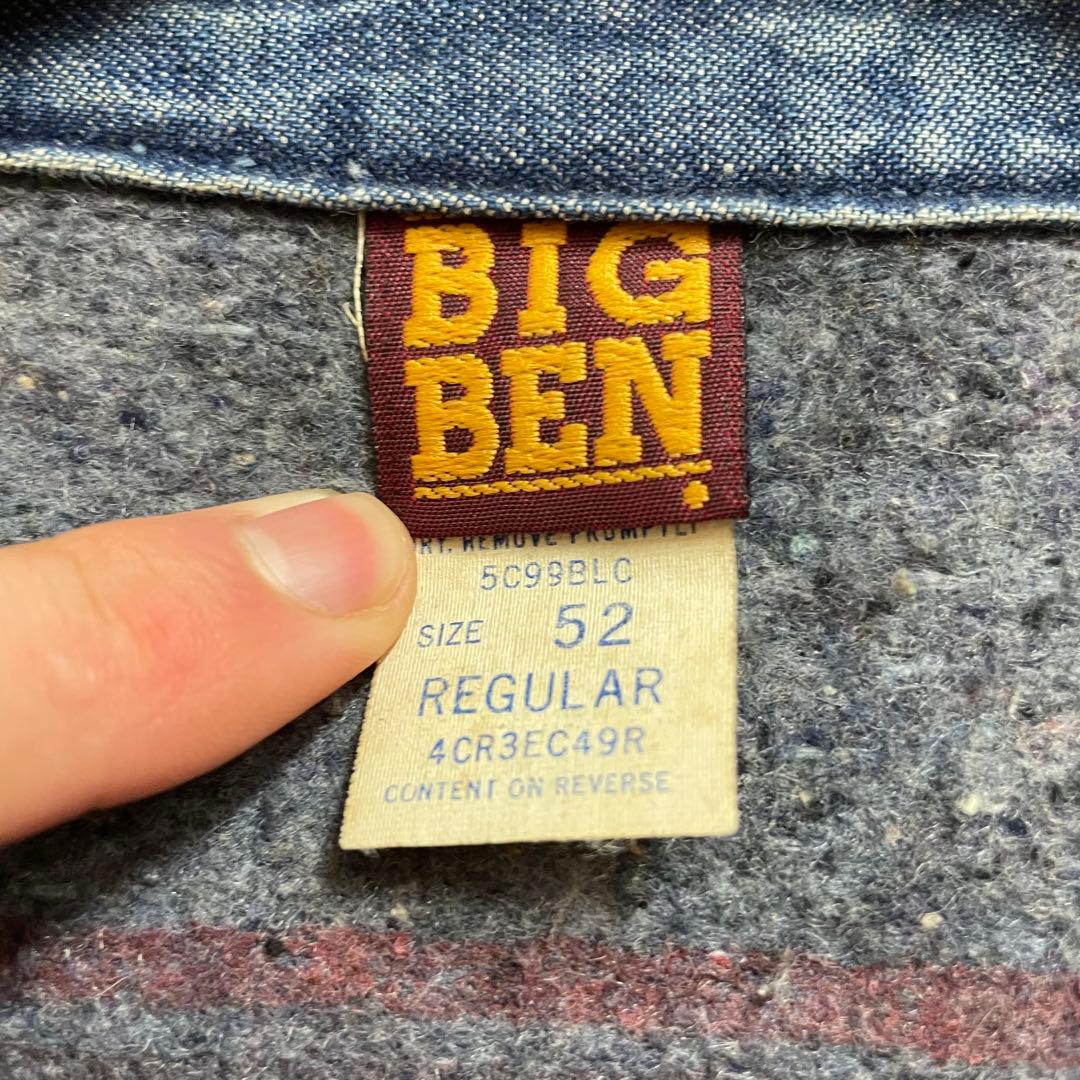 BIG
BEN
REMOVE PROMPTLY
5C99BLC
SIZE 52
REGULAR
4CR3EC49R
CONTENT ON REVERSE